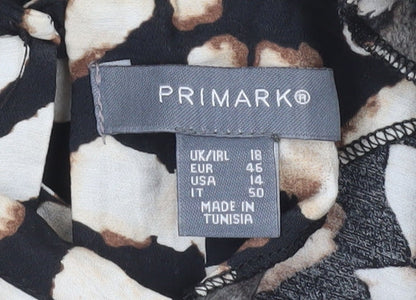 PRIMARK®
UK/IRL 18
EUR 46
USA 14
IT 50
MADE IN
TUNISIA